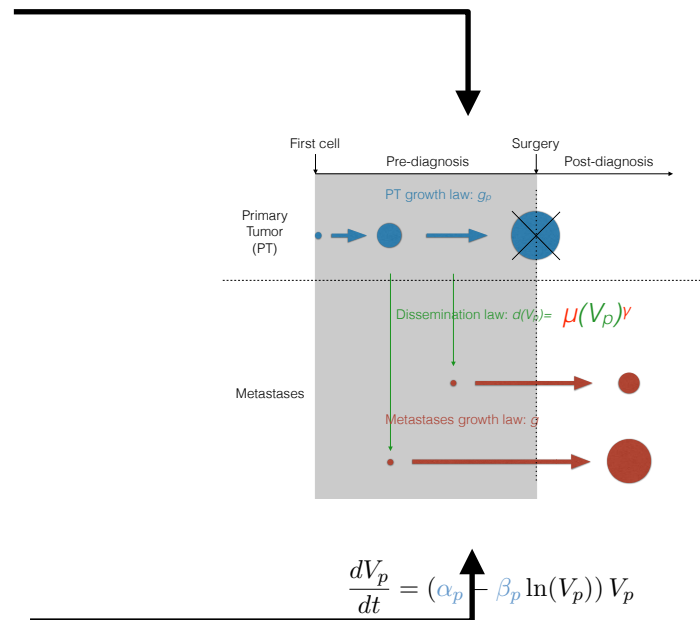 First cell
Surgery
Pre-diagnosis
Post-diagnosis
PT growth law: gₚ
Primary
Tumor
(PT)
Dissemination law: d(Vₚ)= μ(Vₚ)^γ
Metastases
Metastases growth law: g
dVₚ/dt = (αₚ − βₚ ln(Vₚ)) Vₚ